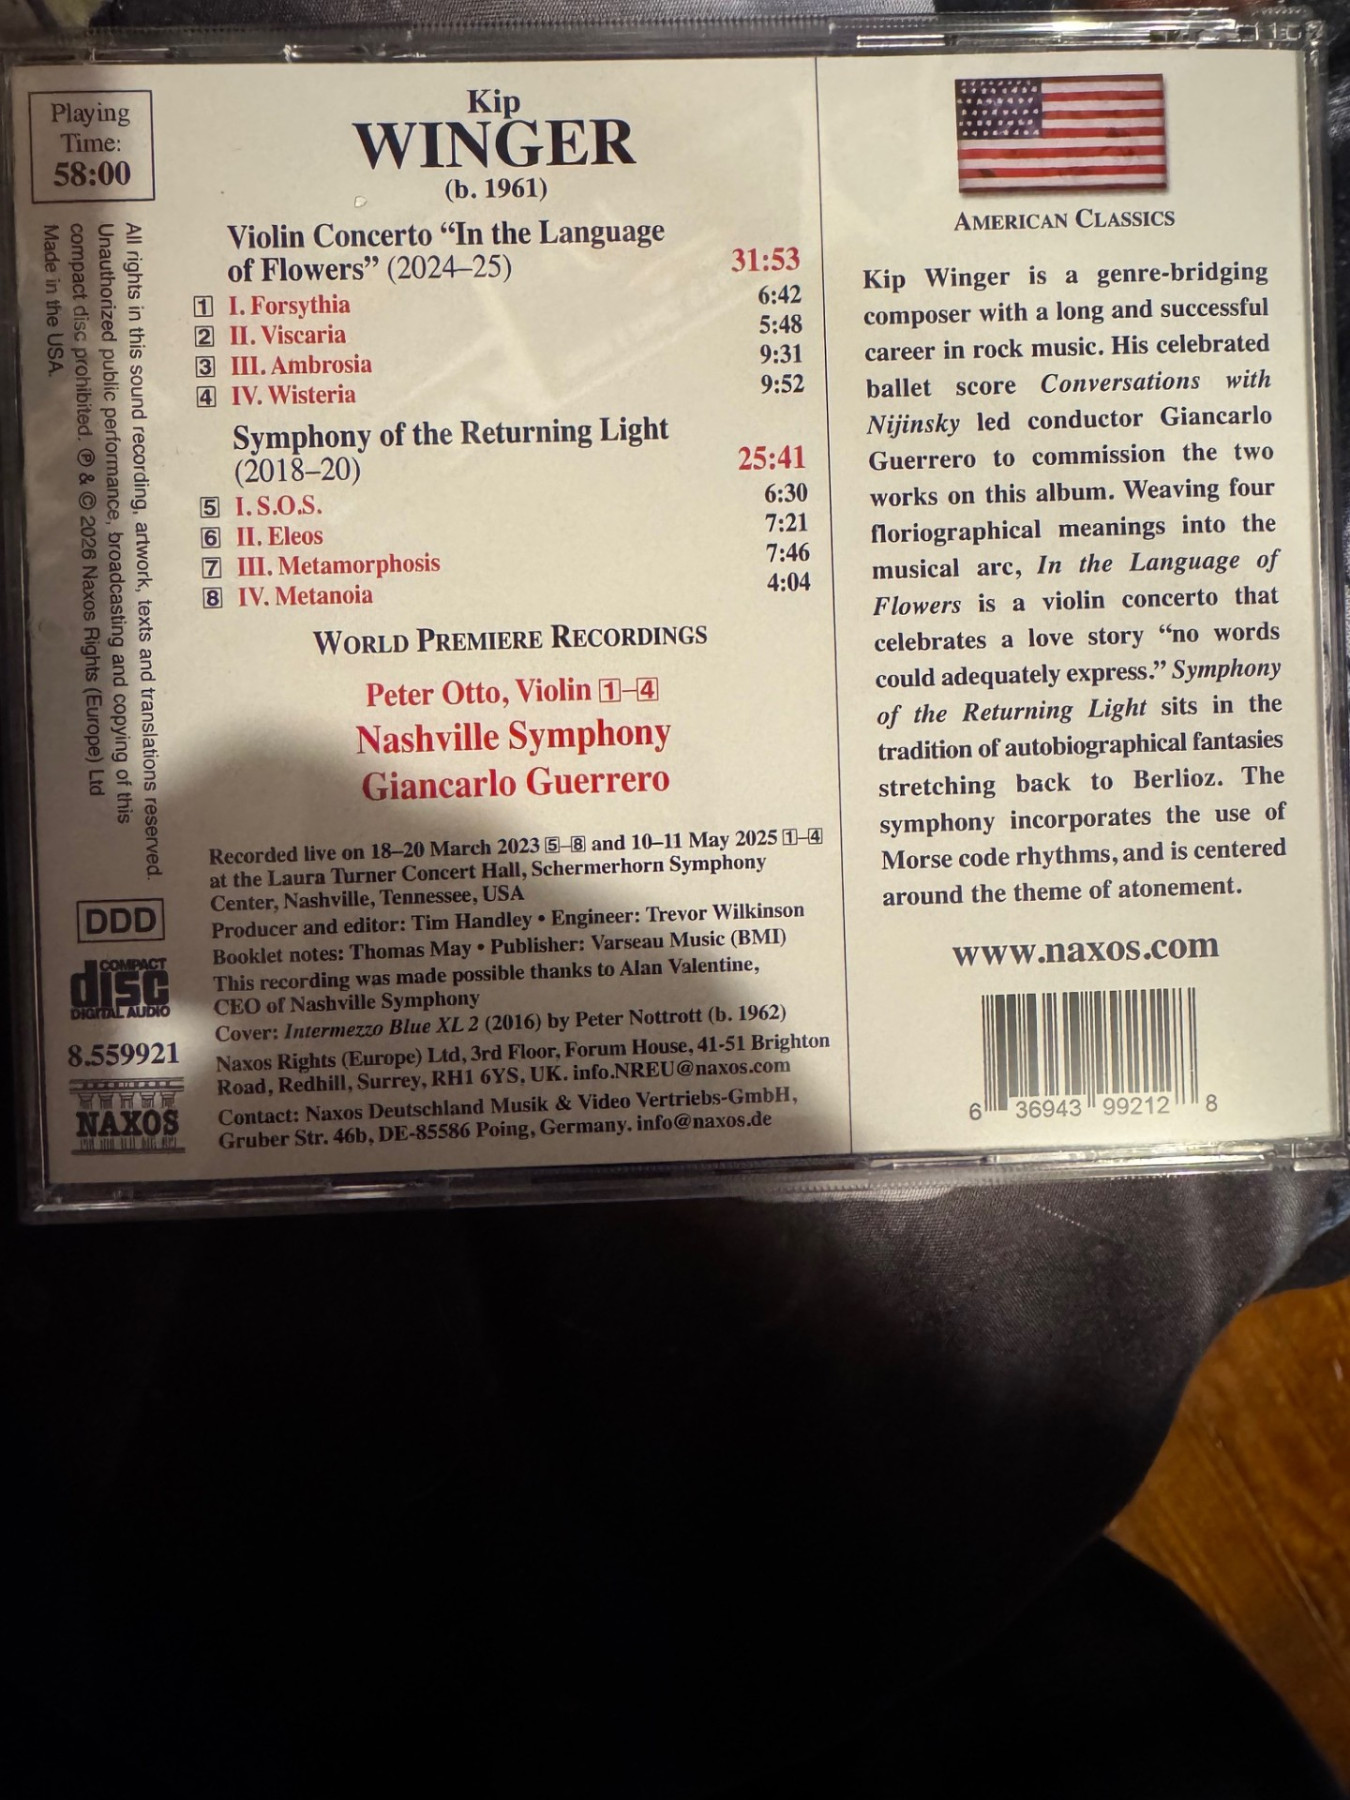 Playing
Time:
58:00
All rights in this sound recording, artwork, texts and translations reserved.
Unauthorized public performance, broadcasting and copying of this
compact disc prohibited. ℗ & © 2026 Naxos Rights (Europe) Ltd
Made in the USA.
DDD
COMPACT
disc
DIGITAL AUDIO
8.559921
NAXOS
Kip
WINGER
(b. 1961)
Violin Concerto “In the Language
of Flowers” (2024–25) 31:53
1 I. Forsythia 6:42
2 II. Viscaria 5:48
3 III. Ambrosia 9:31
4 IV. Wisteria 9:52
Symphony of the Returning Light
(2018–20) 25:41
5 I. S.O.S. 6:30
6 II. Eleos 7:21
7 III. Metamorphosis 7:46
8 IV. Metanoia 4:04
WORLD PREMIERE RECORDINGS
Peter Otto, Violin 1–4
Nashville Symphony
Giancarlo Guerrero
Recorded live on 18–20 March 2023 5–8 and 10–11 May 2025 1–4
at the Laura Turner Concert Hall, Schermerhorn Symphony
Center, Nashville, Tennessee, USA
Producer and editor: Tim Handley • Engineer: Trevor Wilkinson
Booklet notes: Thomas May • Publisher: Varseau Music (BMI)
This recording was made possible thanks to Alan Valentine,
CEO of Nashville Symphony
Cover: Intermezzo Blue XL 2 (2016) by Peter Nottrott (b. 1962)
Naxos Rights (Europe) Ltd, 3rd Floor, Forum House, 41-51 Brighton
Road, Redhill, Surrey, RH1 6YS, UK. info.NREU@naxos.com
Contact: Naxos Deutschland Musik & Video Vertriebs-GmbH,
Gruber Str. 46b, DE-85586 Poing, Germany. info@naxos.de
AMERICAN CLASSICS
Kip Winger is a genre-bridging
composer with a long and successful
career in rock music. His celebrated
ballet score Conversations with
Nijinsky led conductor Giancarlo
Guerrero to commission the two
works on this album. Weaving four
floriographical meanings into the
musical arc, In the Language of
Flowers is a violin concerto that
celebrates a love story “no words
could adequately express.” Symphony
of the Returning Light sits in the
tradition of autobiographical fantasies
stretching back to Berlioz. The
symphony incorporates the use of
Morse code rhythms, and is centered
around the theme of atonement.
www.naxos.com
6 36943 99212 8